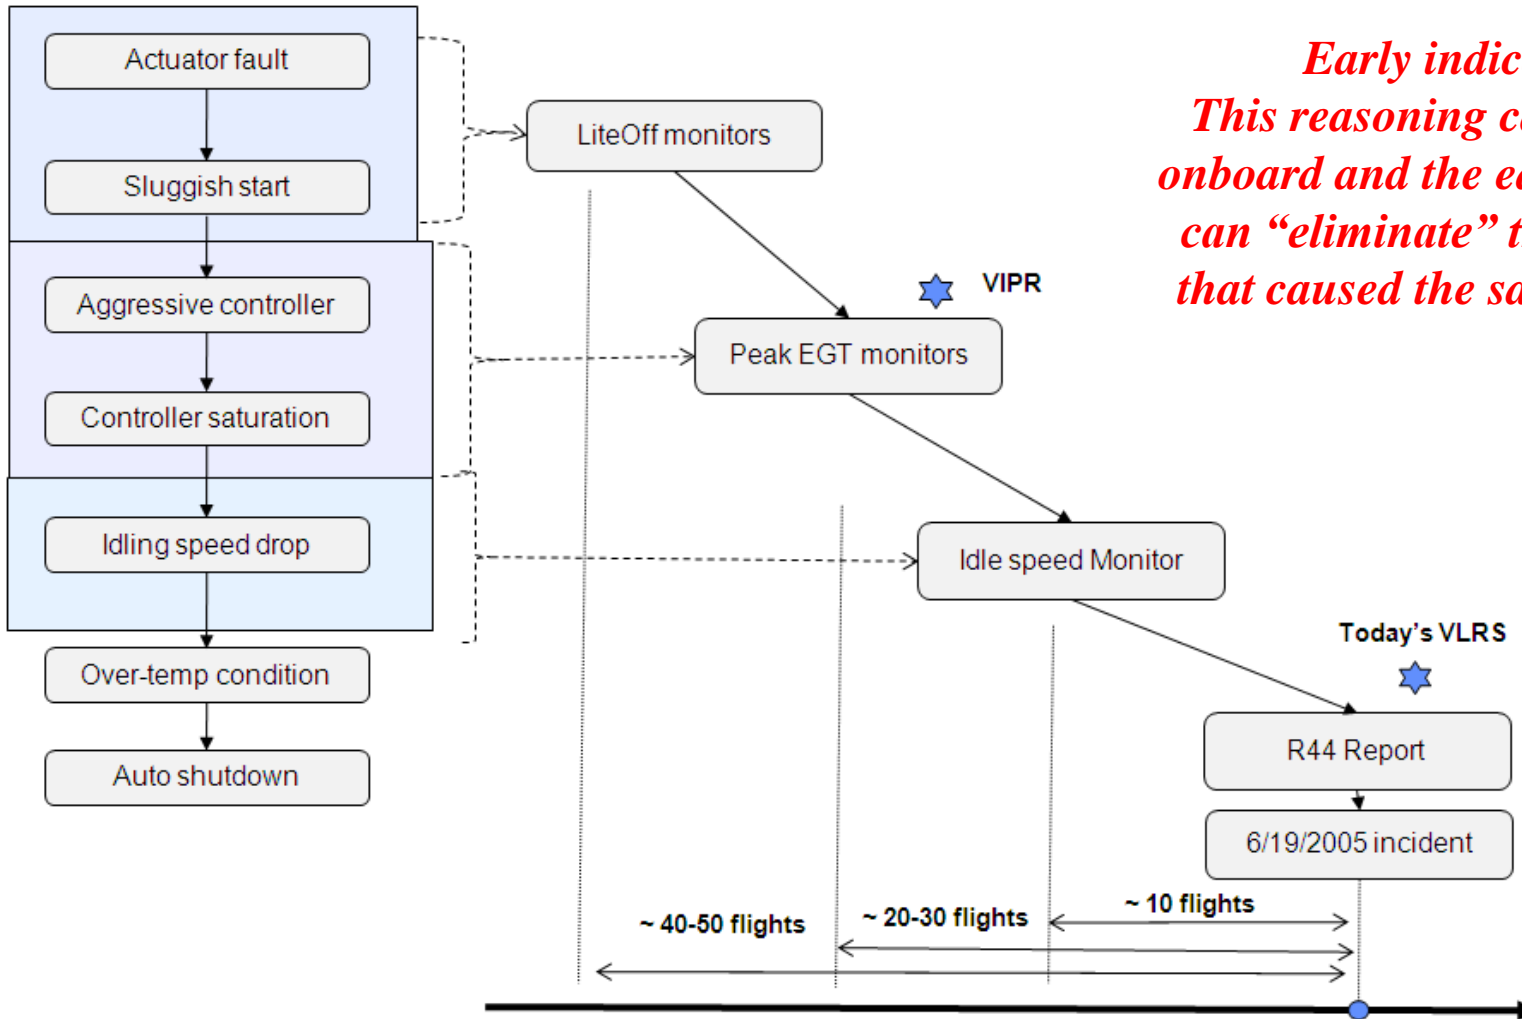 Actuator fault
Sluggish start
Aggressive controller
Controller saturation
Idling speed drop
Over-temp condition
Auto shutdown
LiteOff monitors
VIPR
Peak EGT monitors
Idle speed Monitor
Today's VLRS
R44 Report
6/19/2005 incident
~ 40-50 flights
~ 20-30 flights
~ 10 flights
Early
This reasoning
onboard and the
can “eliminate”
that caused the